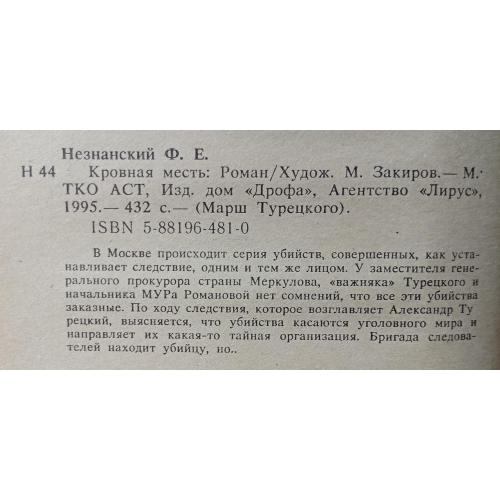 Незнанский Ф. Е.
Н 44 Кровная месть: Роман/Худож. М. Закиров.— М.
ТКО АСТ, Изд. дом «Дрофа», Агентство «Лирус»,
1995.— 432 с.— (Марш Турецкого).
ISBN 5-88196-481-0
В Москве происходит серия убийств, совершенных, как уста-
навливает следствие, одним и тем же лицом. У заместителя гене-
рального прокурора страны Меркулова, «важняка» Турецкого и
начальника МУРа Романовой нет сомнений, что все эти убийства
заказные. По ходу следствия, которое возглавляет Александр Ту
рецкий, выясняется, что убийства касаются уголовного мира и
направляет их какая-то тайная организация. Бригада следова-
телей находит убийцу, но..